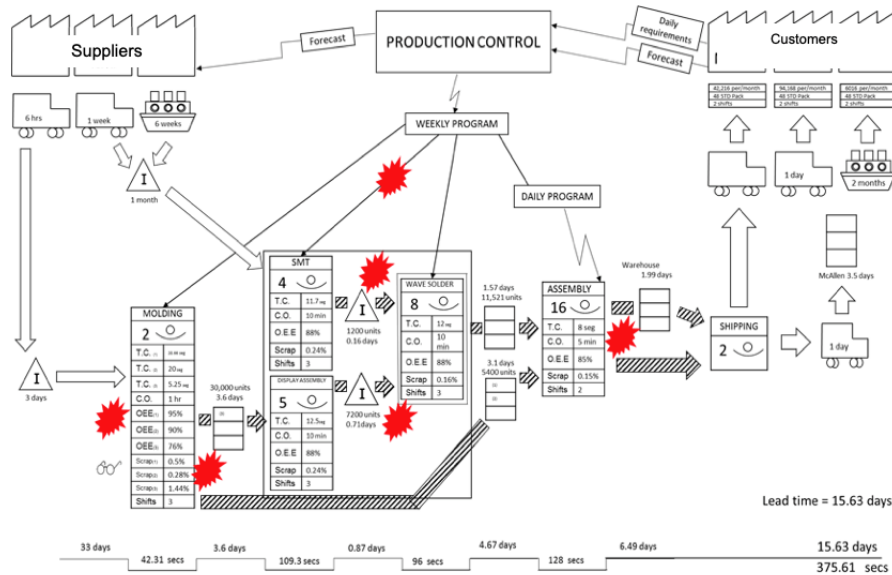 Suppliers
Forecast
PRODUCTION CONTROL
Daily
requirements
Forecast
I
Customers
6 hrs
1 week
6 weeks
42,216 per/month
48 STD Pack
2 shifts
94,168 per/month
48 STD Pack
2 shifts
6016 per/month
48 STD Pack
2 shifts
WEEKLY PROGRAM
I
1 month
DAILY PROGRAM
1 day
2 months
McAllen 3.5 days
SMT
4
T.C. 11.7 seg
C.O. 10 min
O.E.E 88%
Scrap 0.24%
Shifts 3
I
1200 units
0.16 days
WAVE SOLDER
8
T.C. 12 seg
C.O. 10
min
O.E.E 88%
Scrap 0.16%
Shifts 3
1.57 days
11,521 units
ASSEMBLY
16
T.C. 8 seg
C.O. 5 min
O.E.E 85%
Scrap 0.15%
Shifts 2
Warehouse
1.99 days
SHIPPING
2
1 day
MOLDING
2
T.C.
T.C. 20 seg
T.C. 5.25 seg
C.O. 1 hr
OEE(1) 95%
OEE(2) 90%
OEE(3) 76%
Scrap(1) 0.5%
Scrap(2) 0.28%
Scrap(3) 1.44%
Shifts 3
I
3 days
30,000 units
3.6 days
DISPLAY ASSEMBLY
5
T.C. 12.5 seg
C.O. 10 min
O.E.E 88%
Scrap 0.24%
Shifts 3
I
7200 units
0.71days
3.1 days
5400 units
Lead time = 15.63 days
33 days
3.6 days
0.87 days
4.67 days
6.49 days
15.63 days
42.31 secs
109.3 secs
96 secs
128 secs
375.61 secs